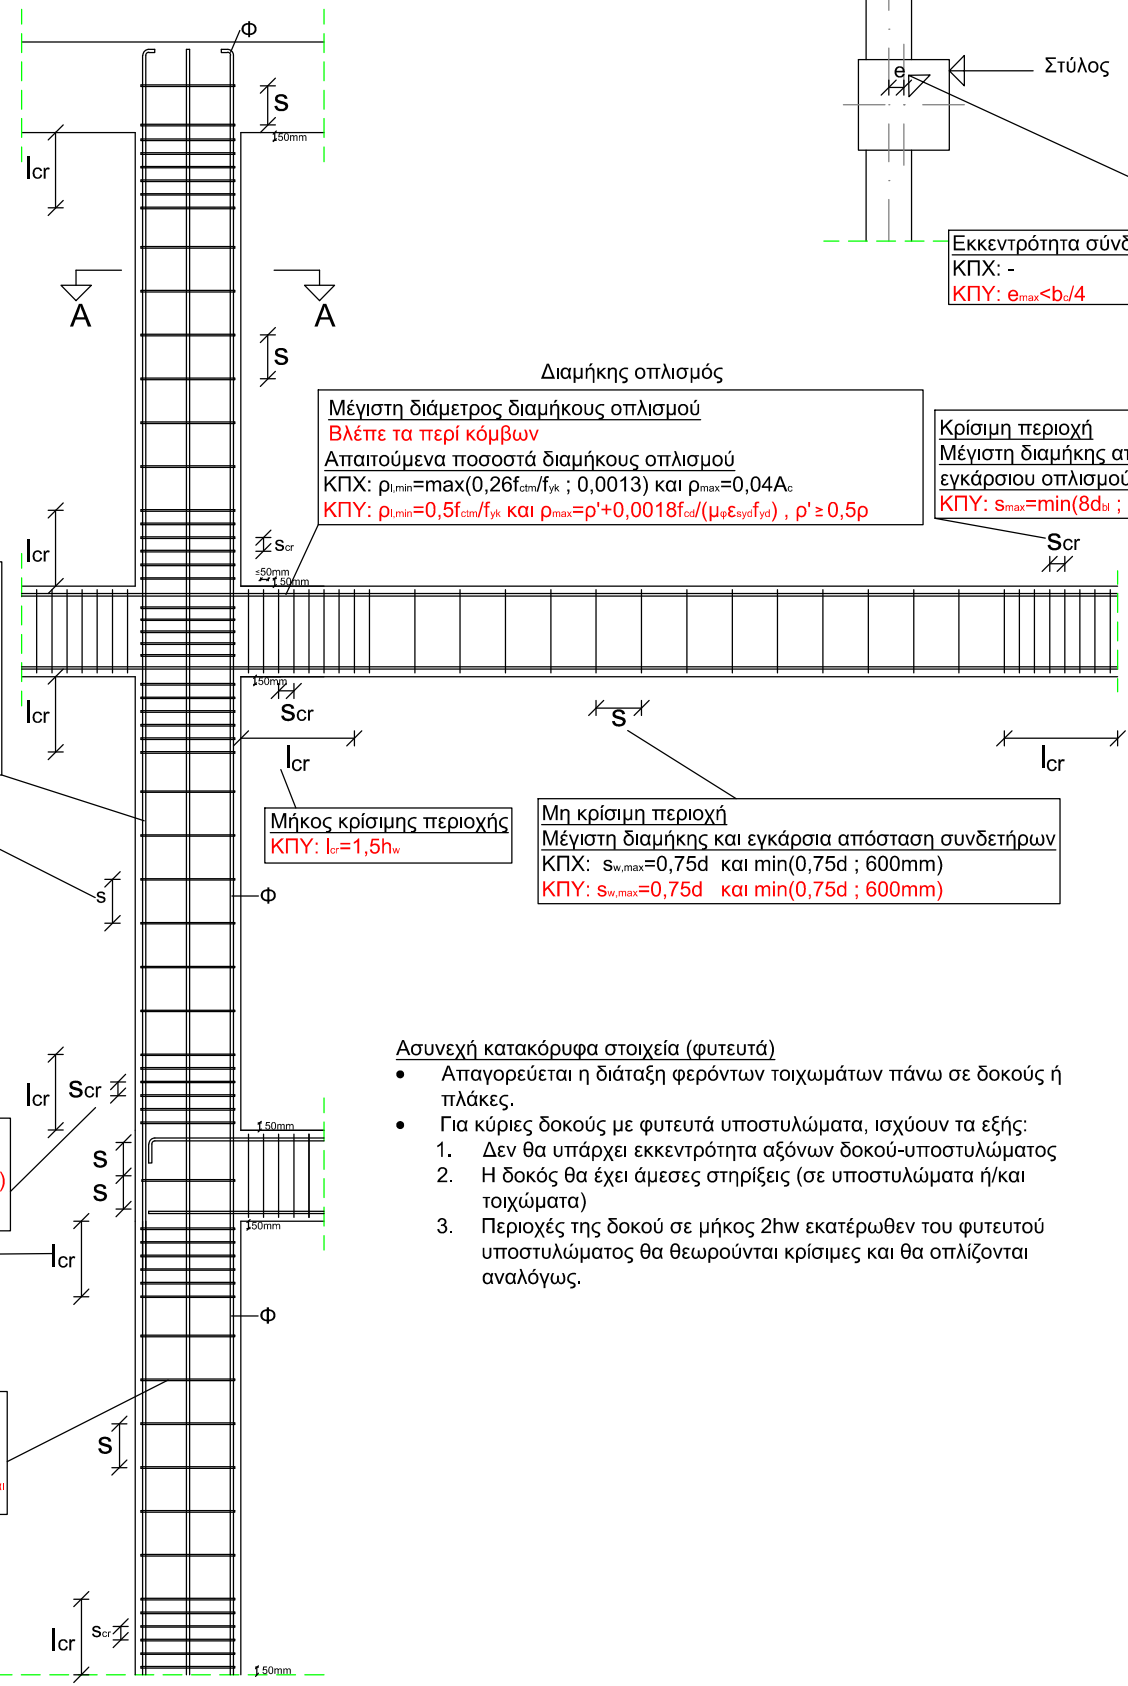 Φ
S
50mm
lcr
A
A
S
Στύλος
e
ΚΠΧ: -
ΚΠΥ: emax<bc/4
Διαμήκης οπλισμός
Μέγιστη διάμετρος διαμήκους οπλισμού
Βλέπε τα περί κόμβων
Απαιτούμενα ποσοστά διαμήκους οπλισμού
ΚΠΧ: ρl,min=max(0,26fctm/fyk ; 0,0013) και ρmax=0,04Ac
ΚΠΥ: ρl,min=0,5fctm/fyk και ρmax=ρ'+0,0018fcd/(μφεsydfyd) , ρ' ≥ 0,5ρ
Εκκεντρότητα
Κρίσιμη περιοχή
Μέγιστη διαμήκης
εγκάρσιου οπλισμού
ΚΠΥ: smax=min(8dbl ;
Scr
lcr
Scr
≤50mm
50mm
lcr
50mm
Scr
lcr
S
lcr
Μήκος κρίσιμης περιοχής
ΚΠΥ: lcr=1,5hw
Μη κρίσιμη περιοχή
Μέγιστη διαμήκης και εγκάρσια απόσταση συνδετήρων
ΚΠΧ: sw,max=0,75d και min(0,75d ; 600mm)
ΚΠΥ: sw,max=0,75d και min(0,75d ; 600mm)
s
Φ
Ασυνεχή κατακόρυφα στοιχεία (φυτευτά)
• Απαγορεύεται η διάταξη φερόντων τοιχωμάτων πάνω σε δοκούς ή
πλάκες.
• Για κύριες δοκούς με φυτευτά υποστυλώματα, ισχύουν τα εξής:
1. Δεν θα υπάρχει εκκεντρότητα αξόνων δοκού-υποστυλώματος
2. Η δοκός θα έχει άμεσες στηρίξεις (σε υποστυλώματα ή/και
τοιχώματα)
3. Περιοχές της δοκού σε μήκος 2hw εκατέρωθεν του φυτευτού
υποστυλώματος θα θεωρούνται κρίσιμες και θα οπλίζονται
αναλόγως.
lcr
Scr
50mm
S
S
)
50mm
lcr
Φ
S
lcr
Scr
50mm